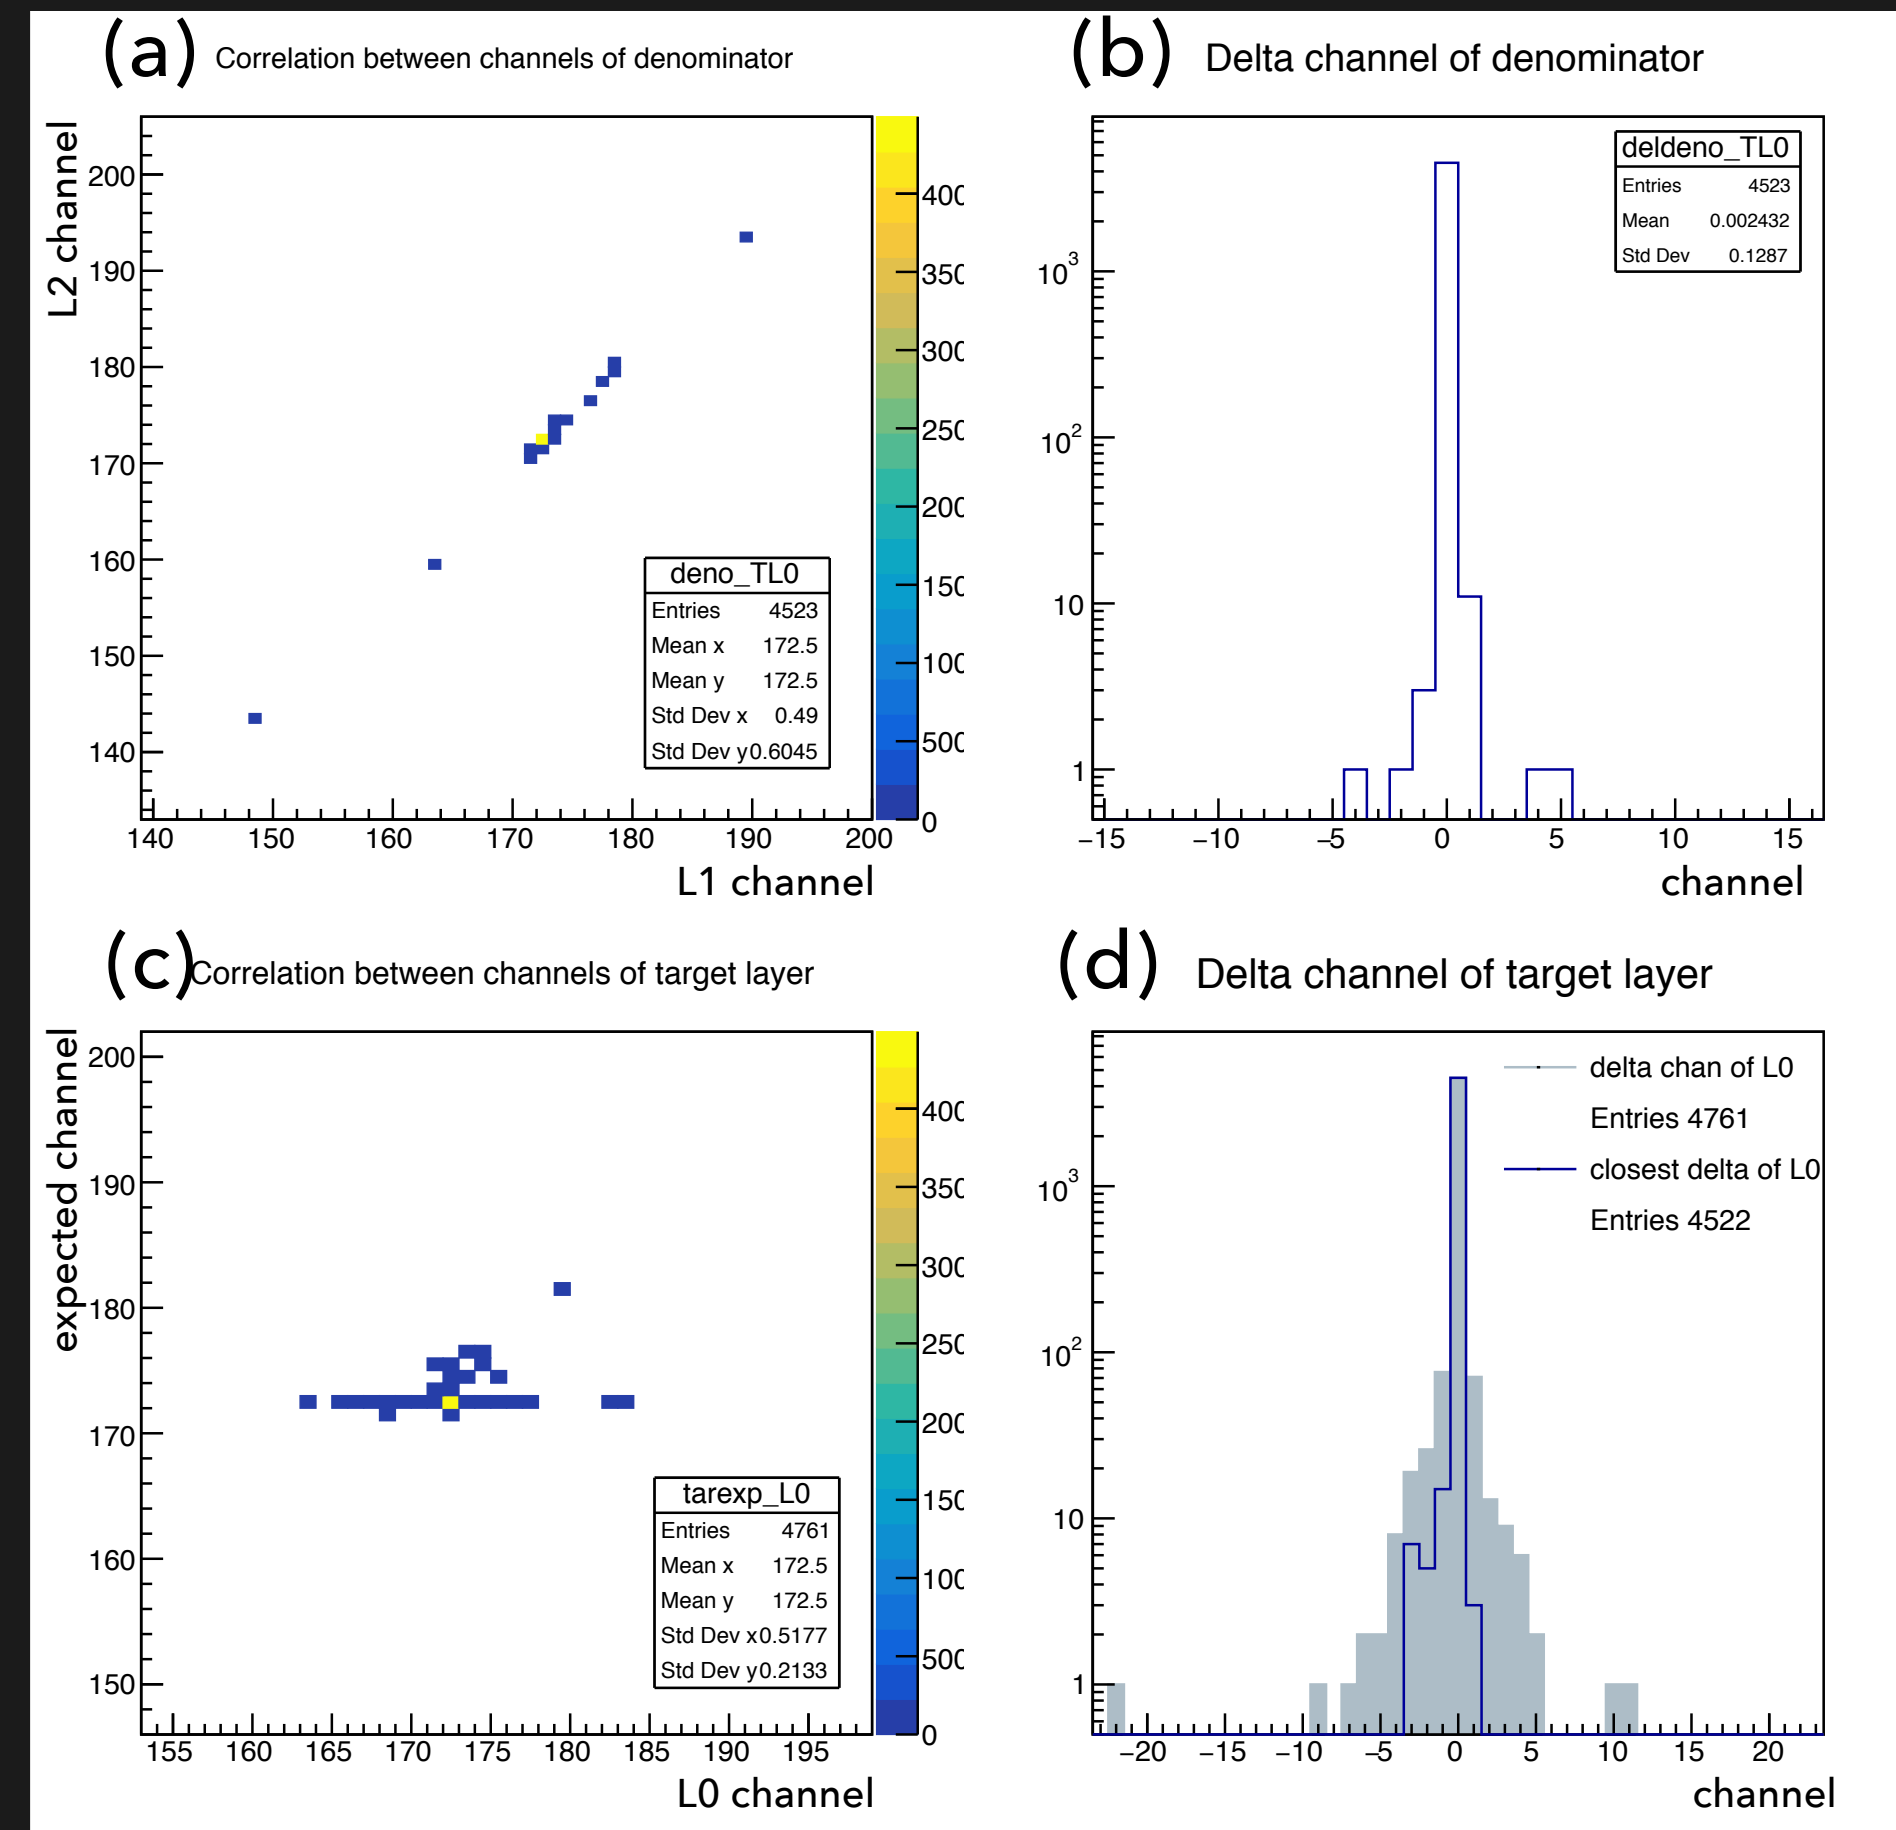 (a) Correlation between channels of denominator
L2 channel
200
190
180
170
160
150
140
140 150 160 170 180 190 200
L1 channel
deno_TL0
Entries 4523
Mean x 172.5
Mean y 172.5
Std Dev x 0.49
Std Dev y 0.6045
400
350
300
250
200
150
100
500
0
(b) Delta channel of denominator
10^3
10^2
10
1
−15 −10 −5 0 5 10 15
channel
deldeno_TL0
Entries 4523
Mean 0.002432
Std Dev 0.1287
(c) Correlation between channels of target layer
expected channel
200
190
180
170
160
150
155 160 165 170 175 180 185 190 195
L0 channel
tarexp_L0
Entries 4761
Mean x 172.5
Mean y 172.5
Std Dev x 0.5177
Std Dev y 0.2133
400
350
300
250
200
150
100
500
0
(d) Delta channel of target layer
10^3
10^2
10
1
−20 −15 −10 −5 0 5 10 15 20
channel
delta chan of L0
Entries 4761
closest delta of L0
Entries 4522